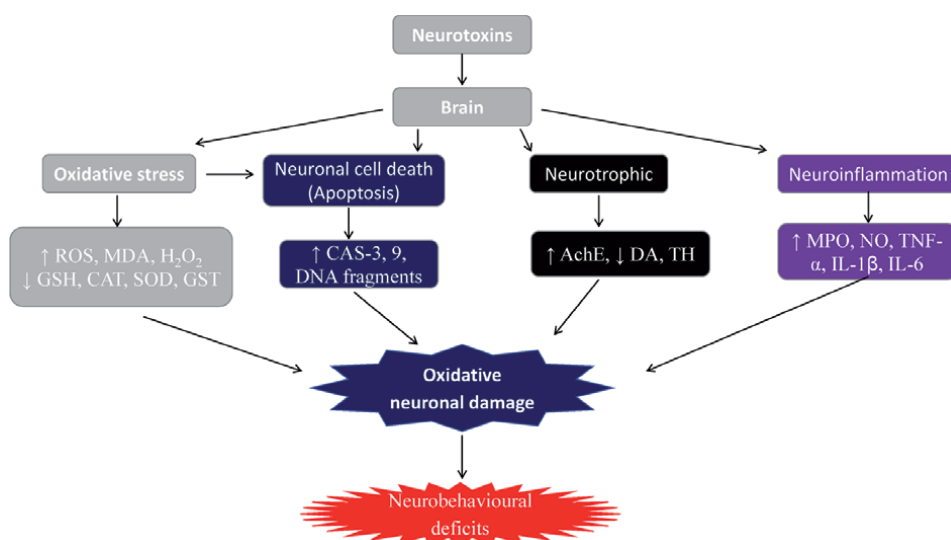 Neurotoxins
Brain
Oxidative stress
Neuronal cell death
(Apoptosis)
Neurotrophic
Neuroinflammation
↑ ROS, MDA, H₂O₂
↓ GSH, CAT, SOD, GST
↑ CAS-3, 9,
DNA fragments
↑ AchE, ↓ DA, TH
↑ MPO, NO, TNF-
α, IL-1β, IL-6
Oxidative
neuronal damage
Neurobehavioural
deficits